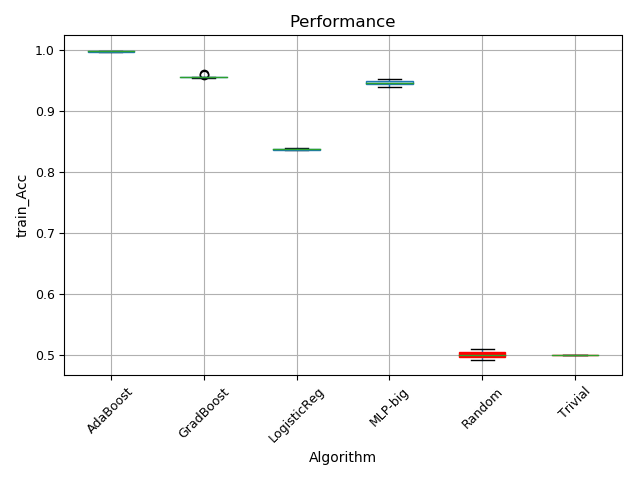 Performance
train_Acc
1.0
0.9
0.8
0.7
0.6
0.5
AdaBoost
GradBoost
LogisticReg
MLP-big
Random
Trivial
Algorithm